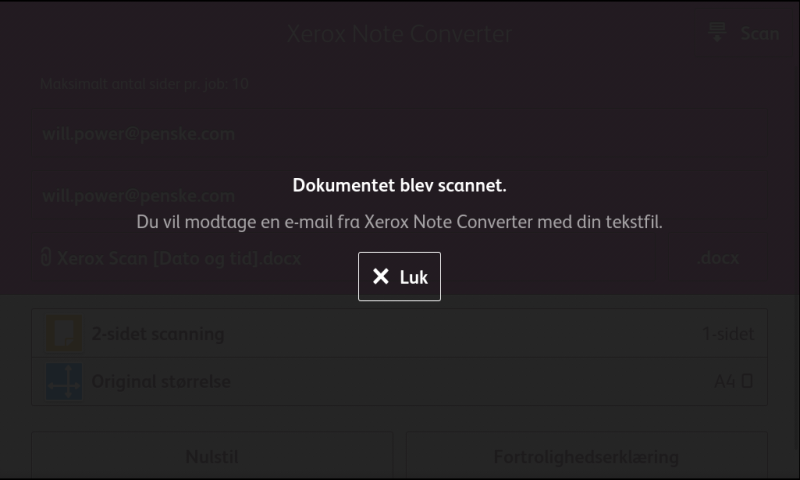 Xerox Note Converter
Scan
Maksimalt antal sider pr. job: 10
will.power@penske.com
will.power@penske.com
Dokumentet blev scannet.
Du vil modtage en e-mail fra Xerox Note Converter med din tekstfil.
Xerox Scan [Dato og tid].docx
.docx
Luk
2-sidet scanning
1-sidet
Original størrelse
A4
Nulstil
Fortrolighedserklæring